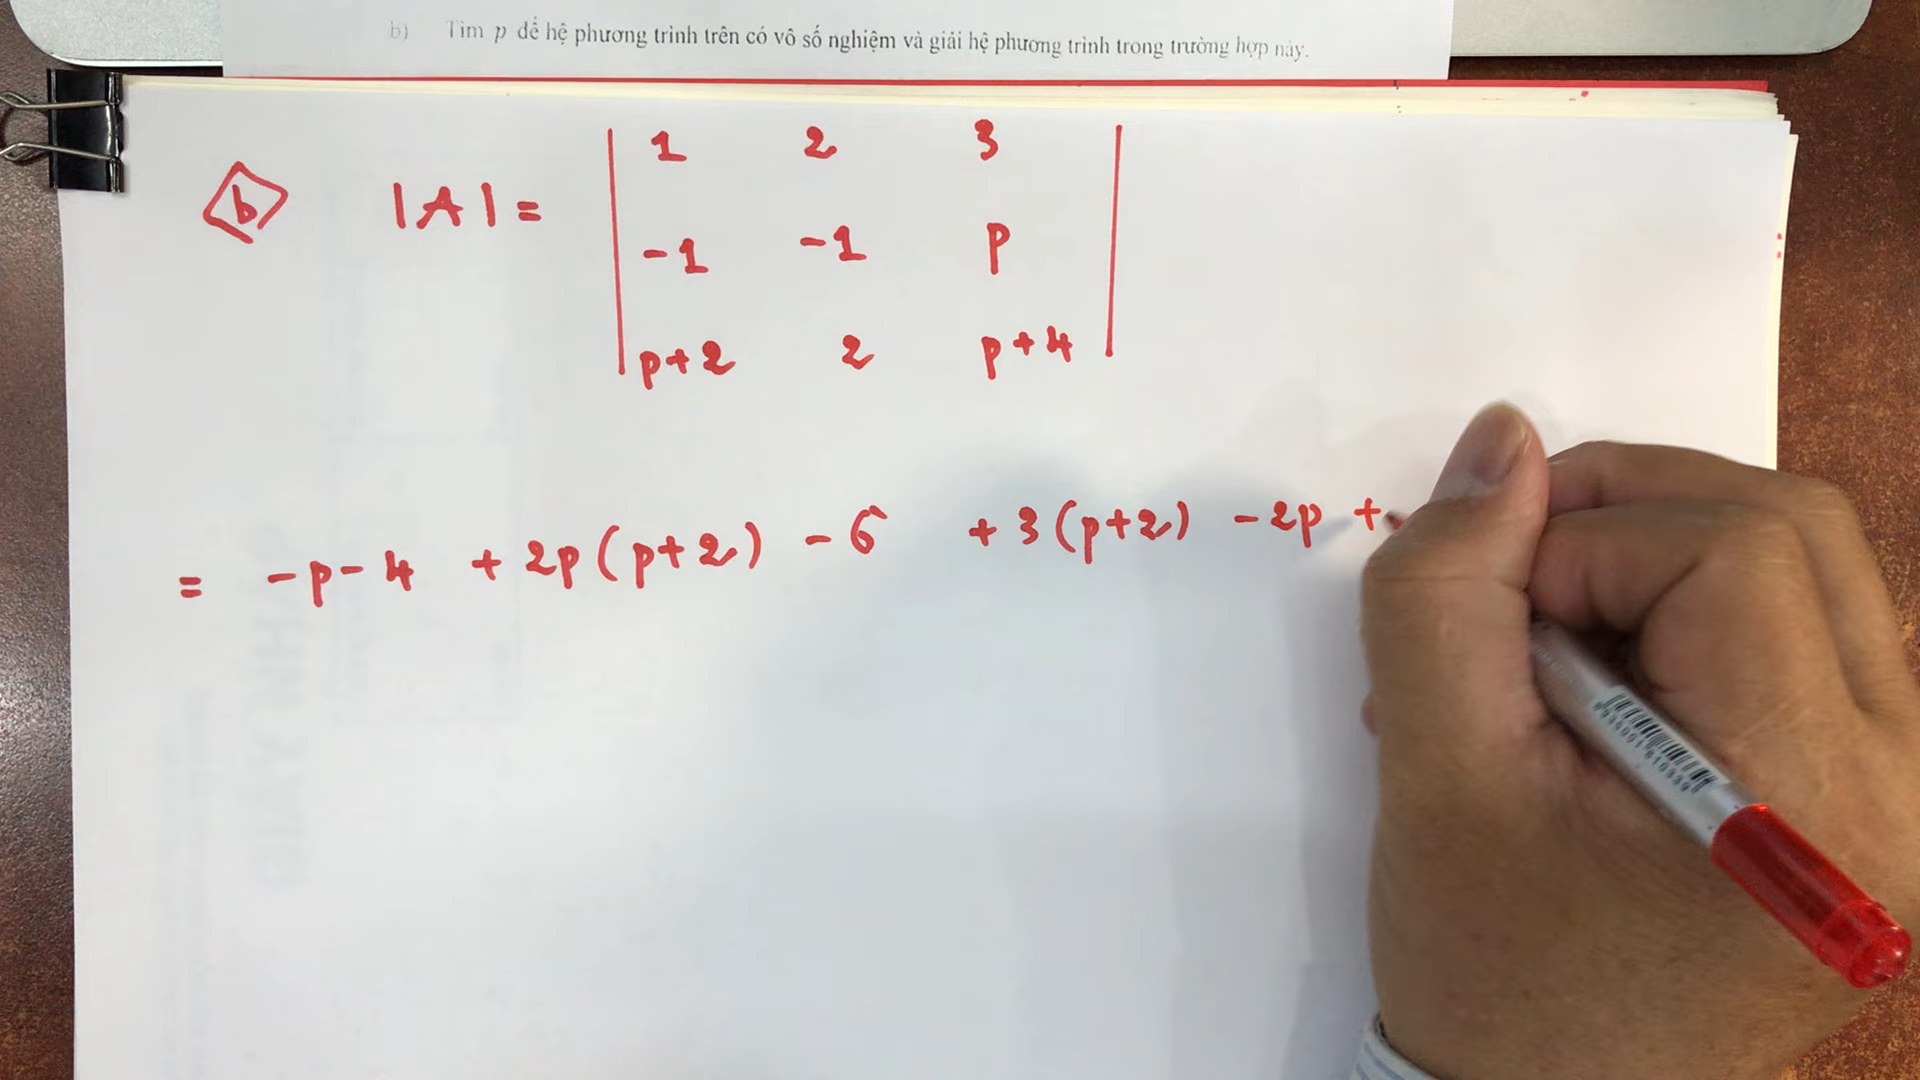 b) Tìm p để hệ phương trình trên có vô số nghiệm và giải hệ phương trình trong trường hợp này.
b |A| =
1 2 3
-1 -1 p
p+2 2 p+4
= -p-4 +2p(p+2) -6 +3(p+2) -2p +